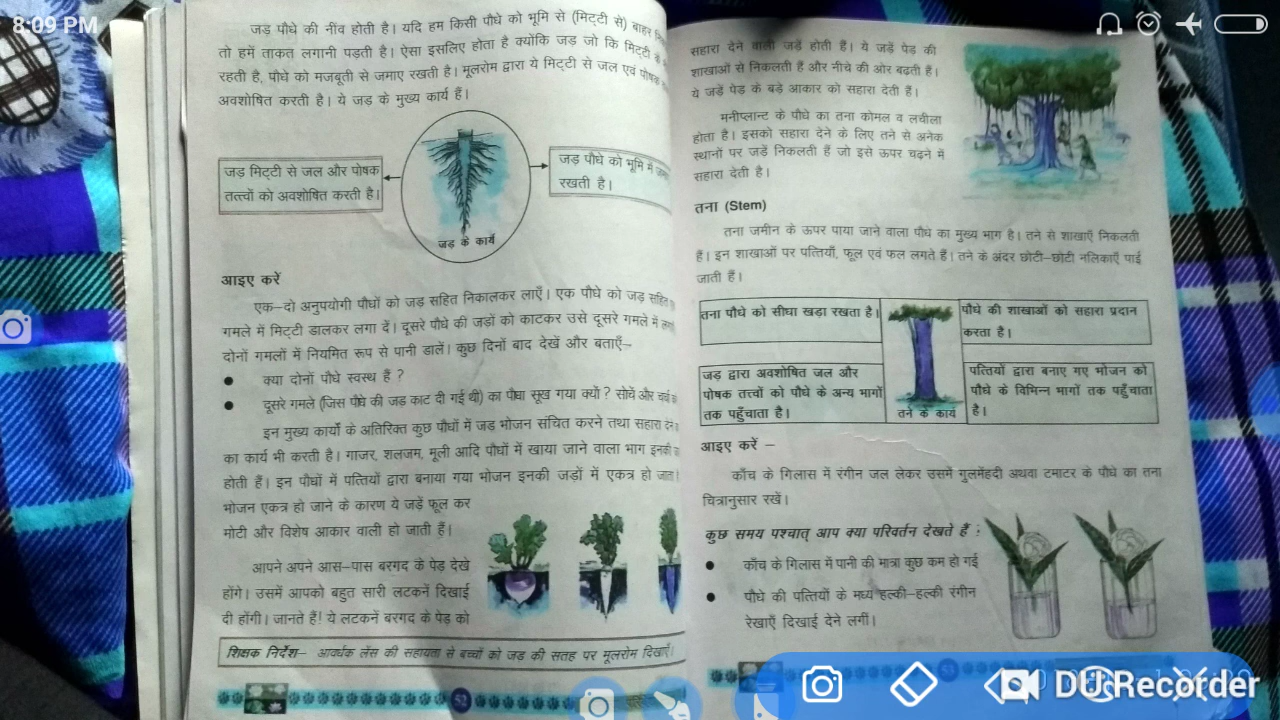 8:09 PM
जड़ पौधे की नींव होती है। यदि हम किसी पौधे को भूमि से (मिट्टी से) बाहर
तो हमें ताकत लगानी पड़ती है। ऐसा इसलिए होता है क्योंकि जड़ जो कि मिट्टी के
रहती है, पौधे को मजबूती से जमाए रखती है। मूलरोम द्वारा ये मिट्टी से जल एवं पोषक
अवशोषित करती है। ये जड़ के मुख्य कार्य हैं।
जड़ मिट्टी से जल और पोषक
तत्त्वों को अवशोषित करती है।
जड़ के कार्य
जड़ पौधे को भूमि में
रखती है।
आइए करें
एक–दो अनुपयोगी पौधों को जड़ सहित निकालकर लाएँ। एक पौधे को जड़ सहित
गमले में मिट्टी डालकर लगा दें। दूसरे पौधे की जड़ों को काटकर उसे दूसरे गमले में
दोनों गमलों में नियमित रूप से पानी डालें। कुछ दिनों बाद देखें और बताएँ–
● क्या दोनों पौधे स्वस्थ हैं ?
● दूसरे गमले (जिस पौधे की जड़ काट दी गई थी) का पौधा सूख गया क्यों ? सोचें और
इन मुख्य कार्यों के अतिरिक्त कुछ पौधों में जड़ भोजन संचित करने तथा सहारा देने
का कार्य भी करती है। गाजर, शलजम, मूली आदि पौधों में खाया जाने वाला भाग इनकी
होती हैं। इन पौधों में पत्तियों द्वारा बनाया गया भोजन इनकी जड़ों में एकत्र हो जाता
भोजन एकत्र हो जाने के कारण ये जड़ें फूल कर
मोटी और विशेष आकार वाली हो जाती हैं।
आपने अपने आस–पास बरगद के पेड़ देखे
होंगे। उसमें आपको बहुत सारी लटकनें दिखाई
दी होंगी। जानते हैं! ये लटकनें बरगद के पेड़ को
शिक्षक निर्देश– आवर्धक लेंस की सहायता से बच्चों को जड़ की सतह पर मूलरोम दिखाएँ।
सहारा देने वाली जड़ें होती हैं। ये जड़ें पेड़ की
शाखाओं से निकलती हैं और नीचे की ओर बढ़ती हैं।
ये जड़ें पेड़ के बड़े आकार को सहारा देती हैं।
मनीप्लान्ट के पौधे का तना कोमल व लचीला
होता है। इसको सहारा देने के लिए तने से अनेक
स्थानों पर जड़ें निकलती हैं जो इसे ऊपर चढ़ने में
सहारा देती है।
तना (Stem)
तना जमीन के ऊपर पाया जाने वाला पौधे का मुख्य भाग है। तने से शाखाएँ निकलती
हैं। इन शाखाओं पर पत्तियाँ, फूल एवं फल लगते हैं। तने के अंदर छोटी–छोटी नलिकाएँ पाई
जाती हैं।
तना पौधे को सीधा खड़ा रखता है।
पौधे की शाखाओं को सहारा प्रदान
करता है।
जड़ द्वारा अवशोषित जल और
पोषक तत्त्वों को पौधे के अन्य भागों
तक पहुँचाता है।
तने के कार्य
पत्तियों द्वारा बनाए गए भोजन को
पौधे के विभिन्न भागों तक पहुँचाता
है।
आइए करें –
काँच के गिलास में रंगीन जल लेकर उसमें गुलमेंहदी अथवा टमाटर के पौधे का तना
चित्रानुसार रखें।
कुछ समय पश्चात् आप क्या परिवर्तन देखते हैं
● काँच के गिलास में पानी की मात्रा कुछ कम हो गई
● पौधे की पत्तियों के मध्य हल्की–हल्की रंगीन
रेखाएँ दिखाई देने लगीं।
DU Recorder